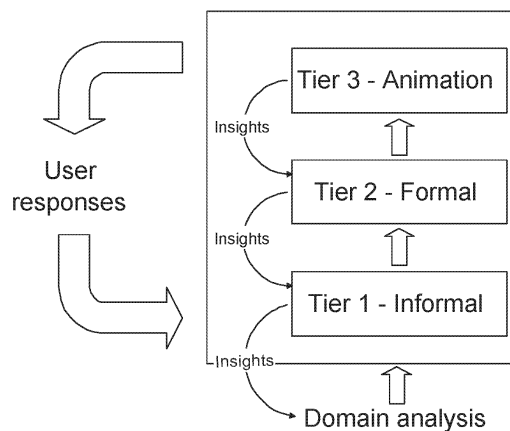 Tier 3 - Animation
Insights
User
responses
Tier 2 - Formal
Insights
Tier 1 - Informal
Insights
Domain analysis